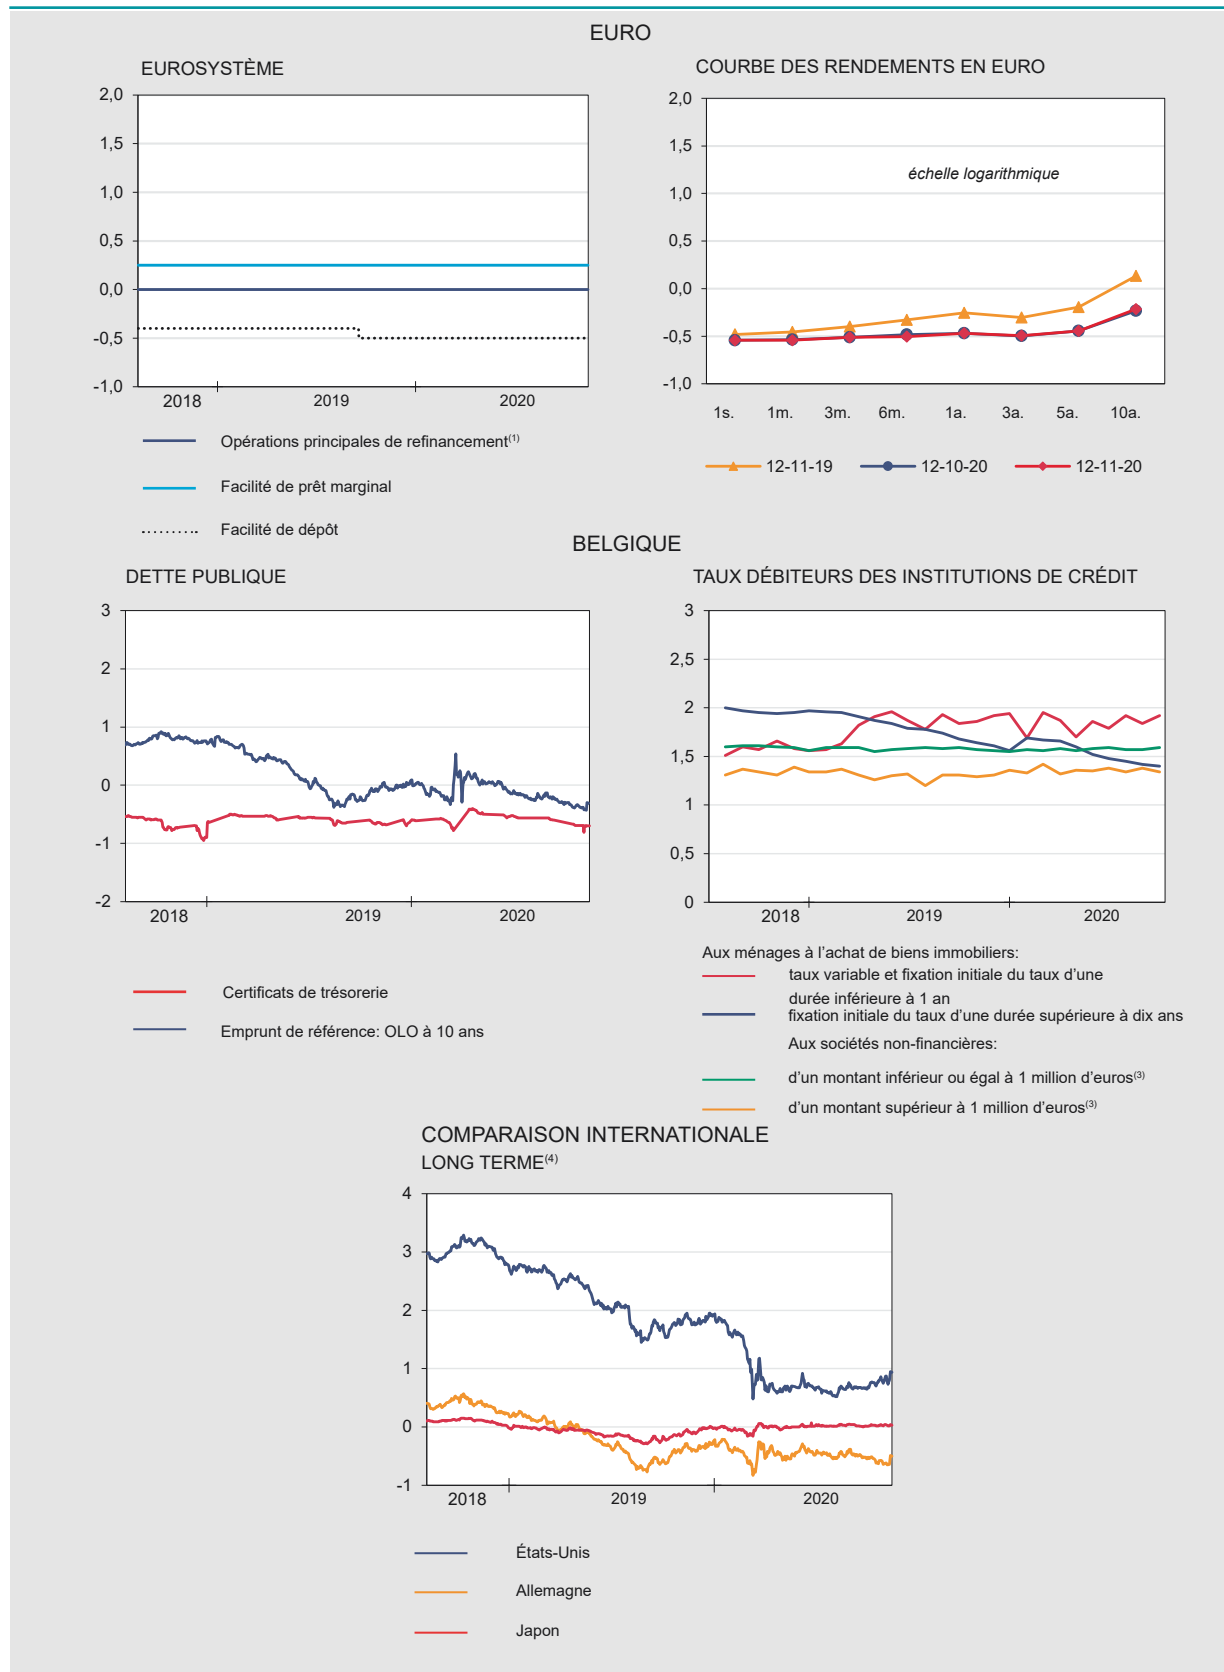 EURO
EUROSYSTÈME
2,0
1,5
1,0
0,5
0,0
-0,5
-1,0
2018 2019 2020
Opérations principales de refinancement(1)
Facilité de prêt marginal
Facilité de dépôt
COURBE DES RENDEMENTS EN EURO
2,0
1,5
1,0
0,5
0,0
-0,5
-1,0
échelle logarithmique
1s. 1m. 3m. 6m. 1a. 3a. 5a. 10a.
12-11-19 12-10-20 12-11-20
BELGIQUE
DETTE PUBLIQUE
3
2
1
0
-1
-2
2018 2019 2020
Certificats de trésorerie
Emprunt de référence: OLO à 10 ans
TAUX DÉBITEURS DES INSTITUTIONS DE CRÉDIT
3
2,5
2
1,5
1
0,5
0
2018 2019 2020
Aux ménages à l’achat de biens immobiliers:
taux variable et fixation initiale du taux d’une
durée inférieure à 1 an
fixation initiale du taux d’une durée supérieure à dix ans
Aux sociétés non-financières:
d’un montant inférieur ou égal à 1 million d’euros(3)
d’un montant supérieur à 1 million d’euros(3)
COMPARAISON INTERNATIONALE
LONG TERME(4)
4
3
2
1
0
-1
2018 2019 2020
États-Unis
Allemagne
Japon